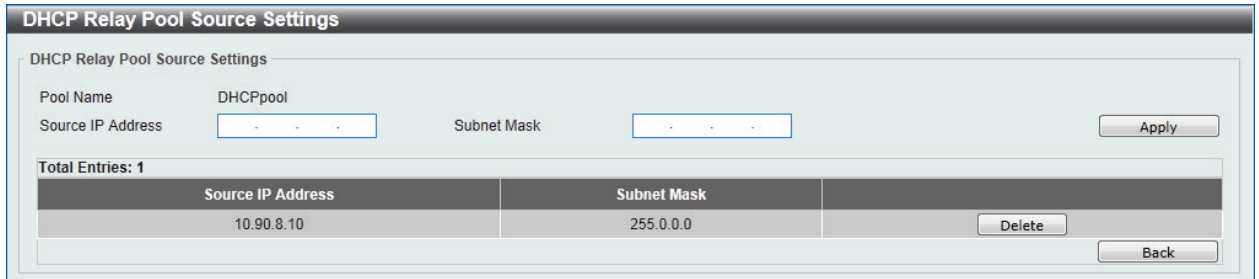 DHCP Relay Pool Source Settings
DHCP Relay Pool Source Settings
Pool Name DHCPpool
Source IP Address . . . Subnet Mask . . . Apply
Total Entries: 1
Source IP Address Subnet Mask
10.90.8.10 255.0.0.0 Delete
Back